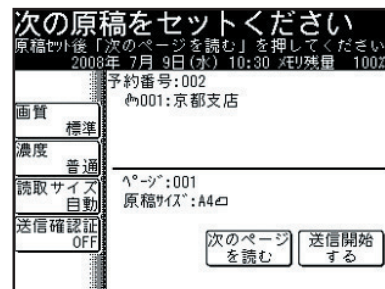 次の原稿をセットください
原稿ｾｯﾄ後「次のページを読む」を押してください
2008年 7月 9日(水) 10:30 ﾒﾓﾘ残量 100%
予約番号:002
001:京都支店
画質
標準
濃度
普通
読取サイズ
自動
送信確認証
OFF
ﾍﾟｰｼﾞ:001
原稿ｻｲｽﾞ:A4
次のページを読む
送信開始する